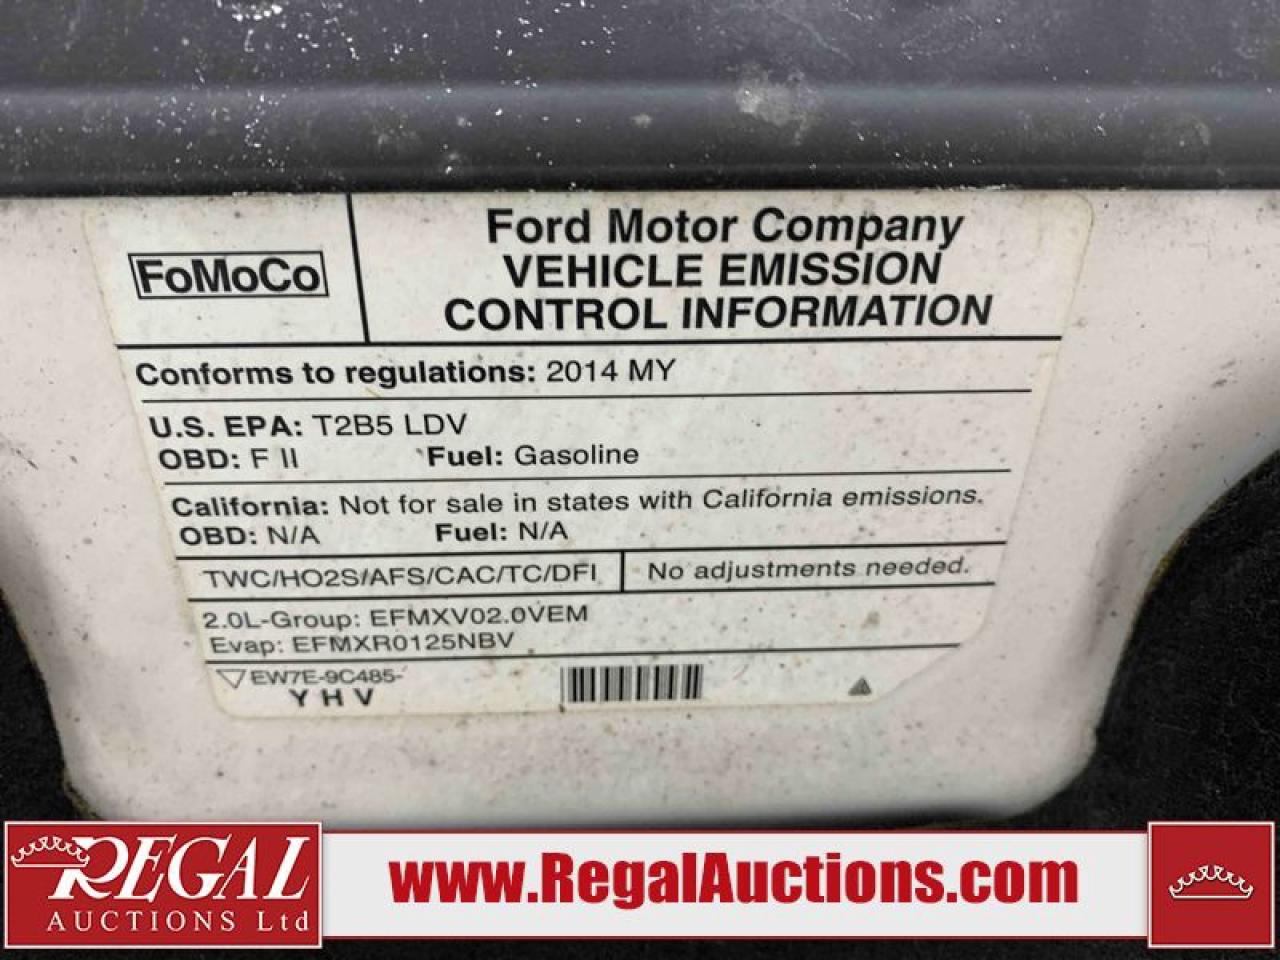 FoMoCo
Ford Motor Company
VEHICLE EMISSION
CONTROL INFORMATION
Conforms to regulations: 2014 MY
U.S. EPA: T2B5 LDV
OBD: F II Fuel: Gasoline
California: Not for sale in states with California emissions.
OBD: N/A Fuel: N/A
TWC/HO2S/AFS/CAC/TC/DFI No adjustments needed.
2.0L-Group: EFMXV02.0VEM
Evap: EFMXR0125NBV
EW7E-9C485-
Y H V
REGAL
AUCTIONS Ltd
www.RegalAuctions.com